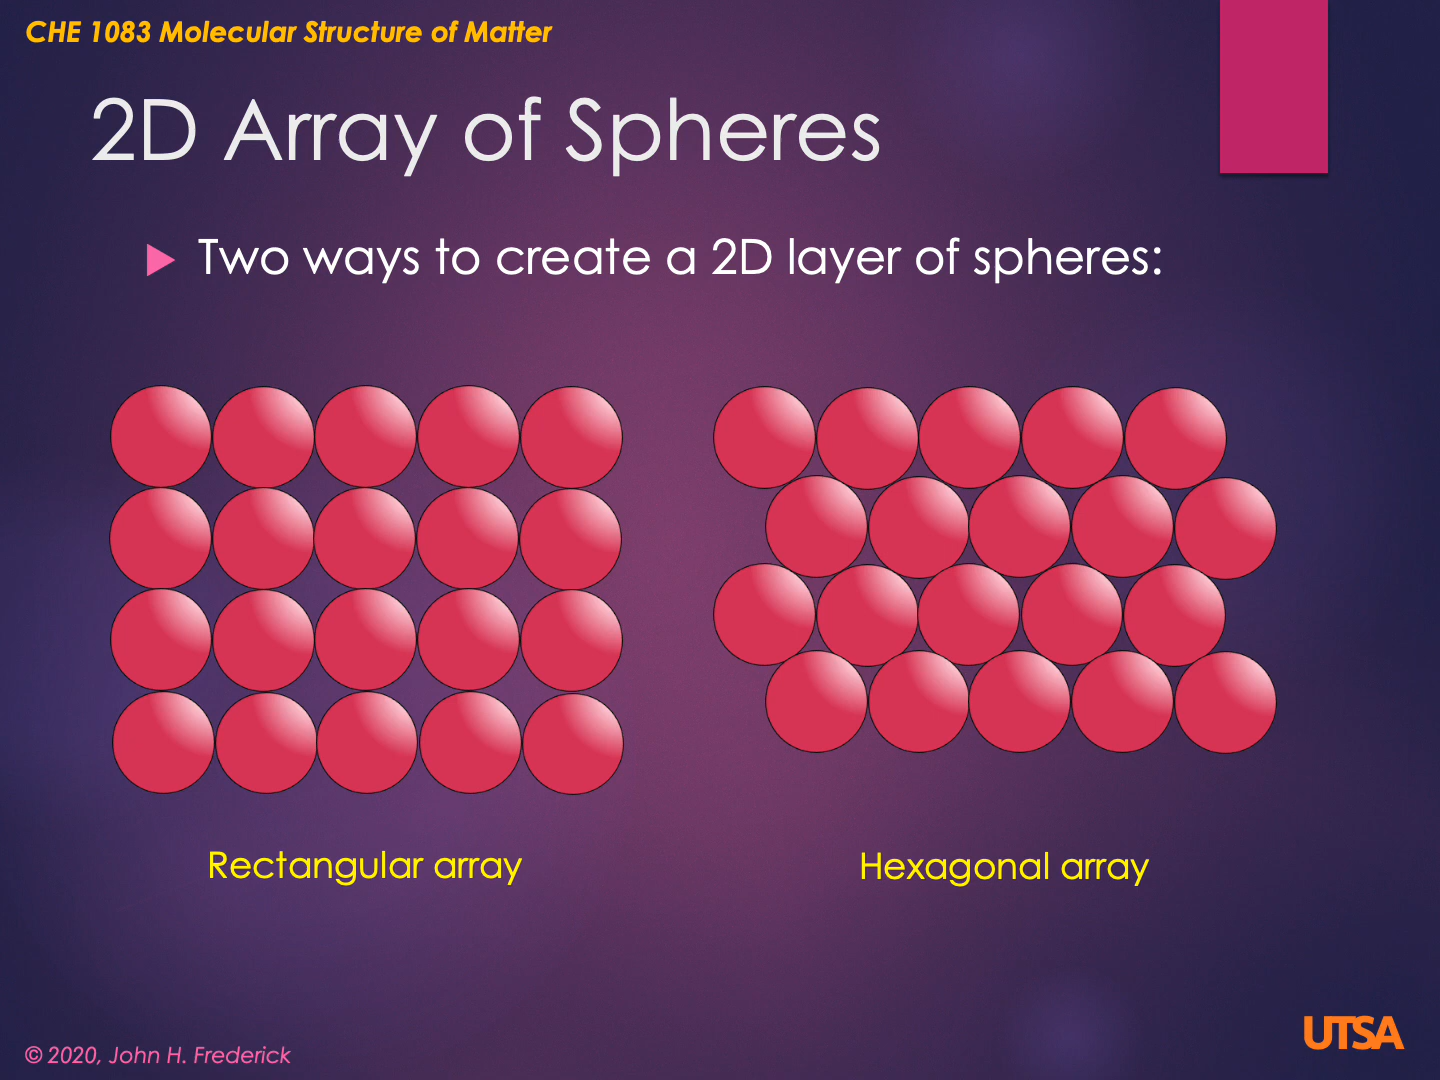 CHE 1083 Molecular Structure of Matter
2D Array of Spheres
Two ways to create a 2D layer of spheres:
Rectangular array
Hexagonal array
UTSA
© 2020, John H. Frederick